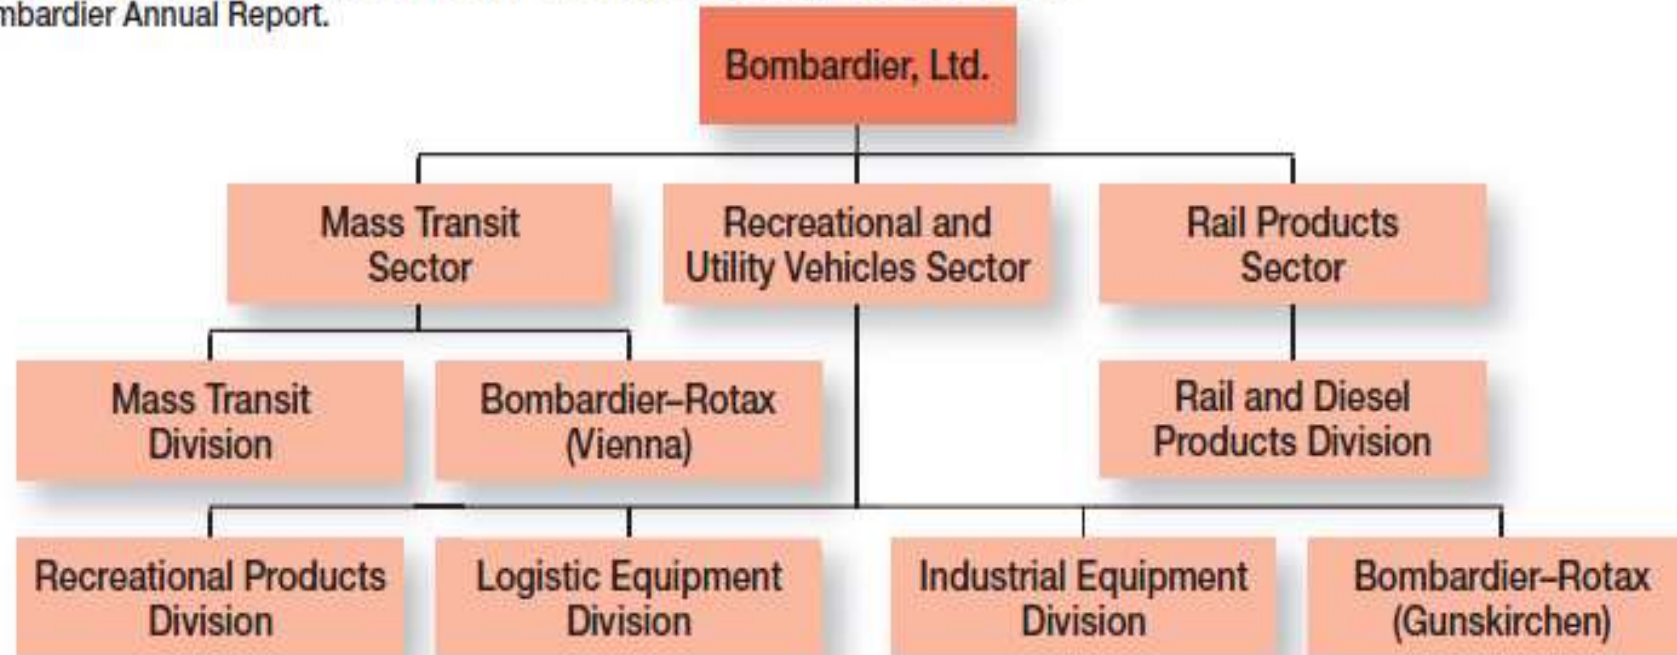 mbardier Annual Report.
Bombardier, Ltd.
Mass Transit
Sector
Recreational and
Utility Vehicles Sector
Rail Products
Sector
Mass Transit
Division
Bombardier–Rotax
(Vienna)
Rail and Diesel
Products Division
Recreational Products
Division
Logistic Equipment
Division
Industrial Equipment
Division
Bombardier–Rotax
(Gunskirchen)